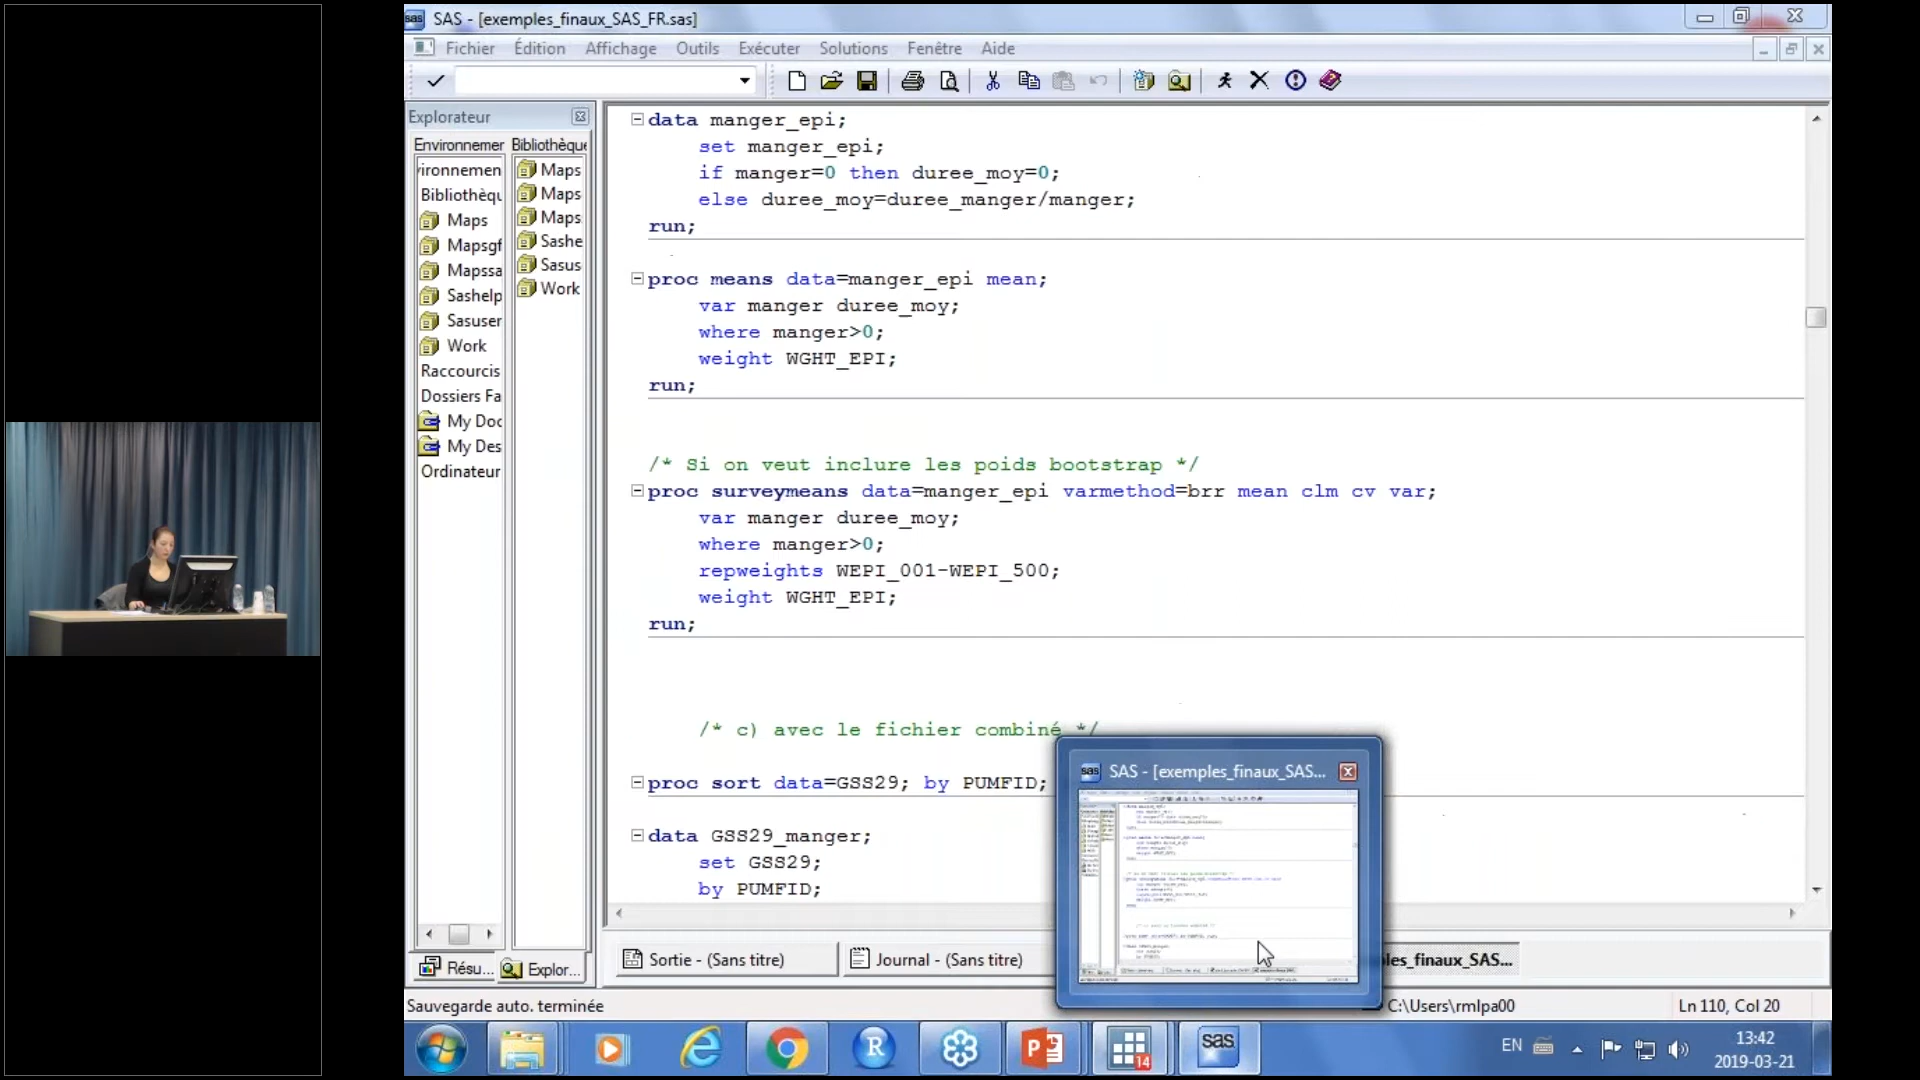 SAS - [exemples_finaux_SAS_FR.sas]
Fichier Édition Affichage Outils Exécuter Solutions Fenêtre Aide
Explorateur
Environnemer
Bibliothèque
vironnemen
Bibliothèqu
Maps
Mapsgf
Mapssa
Sashelp
Sasuser
Work
Raccourcis
Dossiers Fa
My Doc
My Des
Ordinateur
Maps
Maps
Maps
Sashe
Sasus
Work
data manger_epi;
set manger_epi;
if manger=0 then duree_moy=0;
else duree_moy=duree_manger/manger;
run;
proc means data=manger_epi mean;
var manger duree_moy;
where manger>0;
weight WGHT_EPI;
run;
/* Si on veut inclure les poids bootstrap */
proc surveymeans data=manger_epi varmethod=brr mean clm cv var;
var manger duree_moy;
where manger>0;
repweights WEPI_001-WEPI_500;
weight WGHT_EPI;
run;
/* c) avec le fichier combiné */
proc sort data=GSS29; by PUMFID;
data GSS29_manger;
set GSS29;
by PUMFID;
SAS - [exemples_finaux_SAS...
Résu...
Explor...
Sortie - (Sans titre)
Journal - (Sans titre)
les_finaux_SAS...
Sauvegarde auto. terminée
C:\Users\rmlpa00
Ln 110, Col 20
14
sas
EN
13:42
2019-03-21